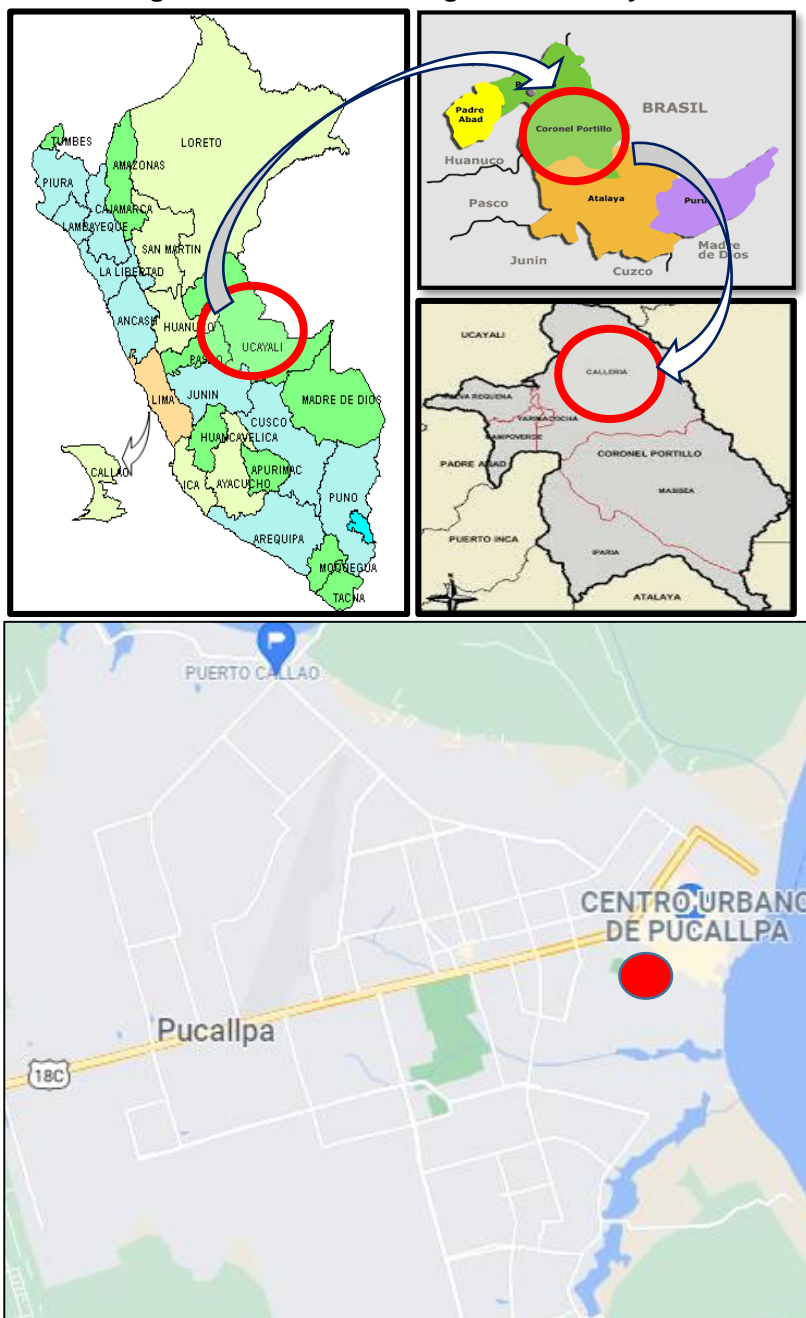 TUMBES
LORETO
AMAZONAS
PIURA
CAJAMARCA
LAMBAYEQUE
SAN MARTIN
LA LIBERTAD
ANCASH
HUANUCO
UCAYALI
PASCO
LIMA
JUNIN
MADRE DE DIOS
CUSCO
HUANCAVELICA
CALLAO
APURIMAC
ICA
AYACUCHO
PUNO
AREQUIPA
MOQUEGUA
TACNA
BRASIL
Padre
Abad
Coronel Portillo
Huanuco
Pasco
Atalaya
Puru
Madre
de Dios
Junin
Cuzco
UCAYALI
CALLERIA
YARINACOCHA
CORONEL PORTILLO
PADRE ABAD
MASISEA
PUERTO INCA
IPARIA
ATALAYA
PUERTO CALLAO
CENTRO URBANO
DE PUCALLPA
Pucallpa
18C